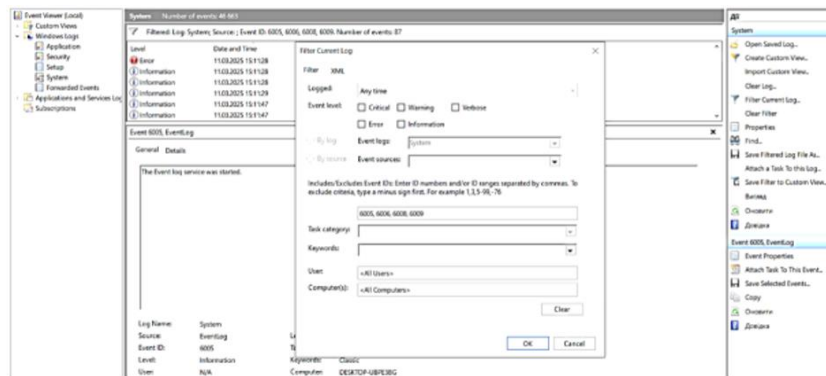 Event Viewer (Local)
Custom Views
Windows Logs
Application
Security
Setup
System
Forwarded Events
Applications and Services Log
Subscriptions
System Number of events: 46 663
Filtered: Log: System; Source: ; Event ID: 6005, 6006, 6008, 6009. Number of events: 87
Level Date and Time
Error 11.03.2025 15:11:28
Information 11.03.2025 15:11:28
Information 11.03.2025 15:11:28
Information 11.03.2025 15:11:29
Information 11.03.2025 15:11:47
Information 11.03.2025 15:11:47
Event 6005, EventLog
General Details
The Event log service was started.
Log Name: System
Source: EventLog
Event ID: 6005
Level: Information Keywords: Classic
User: N/A Computer: DESKTOP-UBPE3BG
Filter Current Log
Filter XML
Logged: Any time
Event level: Critical Warning Verbose
Error Information
By log Event logs: System
By source Event sources:
Includes/Excludes Event IDs: Enter ID numbers and/or ID ranges separated by commas. To
exclude criteria, type a minus sign first. For example 1,3,5-99,-76
6005, 6006, 6008, 6009
Task category:
Keywords:
User: <All Users>
Computer(s): <All Computers>
Clear
OK Cancel
Дії
System
Open Saved Log...
Create Custom View...
Import Custom View...
Clear Log...
Filter Current Log...
Clear Filter
Properties
Find...
Save Filtered Log File As...
Attach a Task To this Log...
Save Filter to Custom View...
Вигляд
Оновити
Довідка
Event 6005, EventLog
Event Properties
Attach Task To This Event...
Save Selected Events...
Copy
Оновити
Довідка